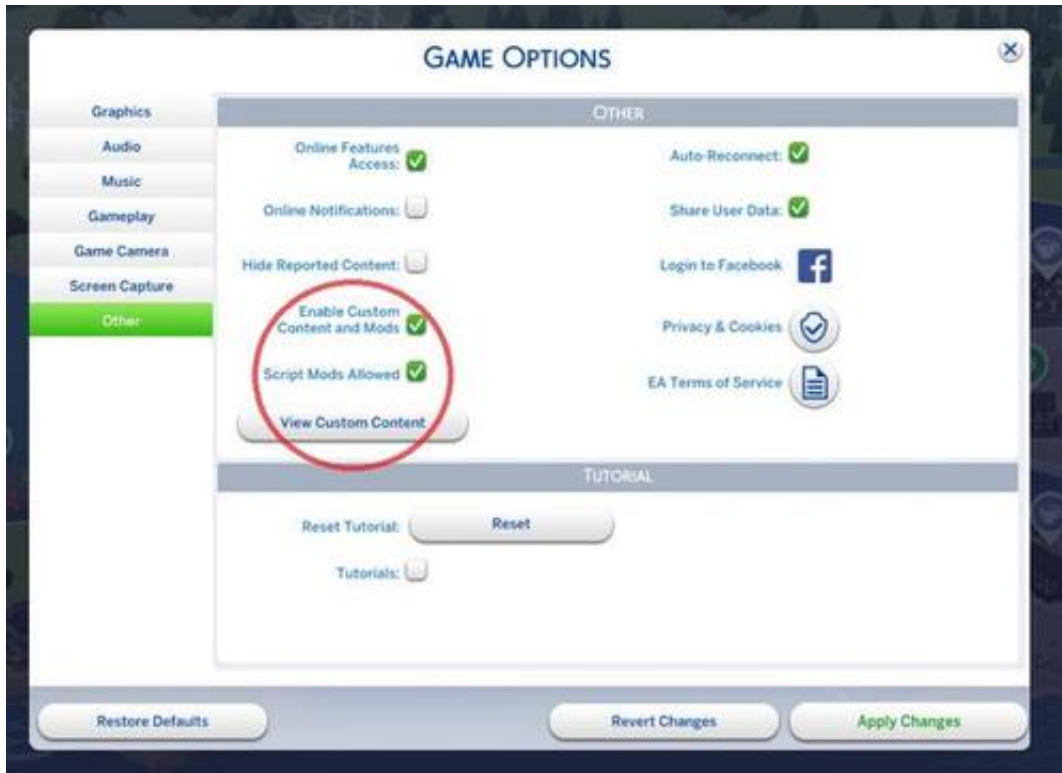 GAME OPTIONS
Graphics
Audio
Music
Gameplay
Game Camera
Screen Capture
Other
OTHER
Online Features
Access:
Online Notifications:
Hide Reported Content:
Enable Custom
Content and Mods
Script Mods Allowed
View Custom Content
Auto-Reconnect:
Share User Data:
Login to Facebook
f
Privacy & Cookies
EA Terms of Service
TUTORIAL
Reset Tutorial:
Reset
Tutorials:
Restore Defaults
Revert Changes
Apply Changes